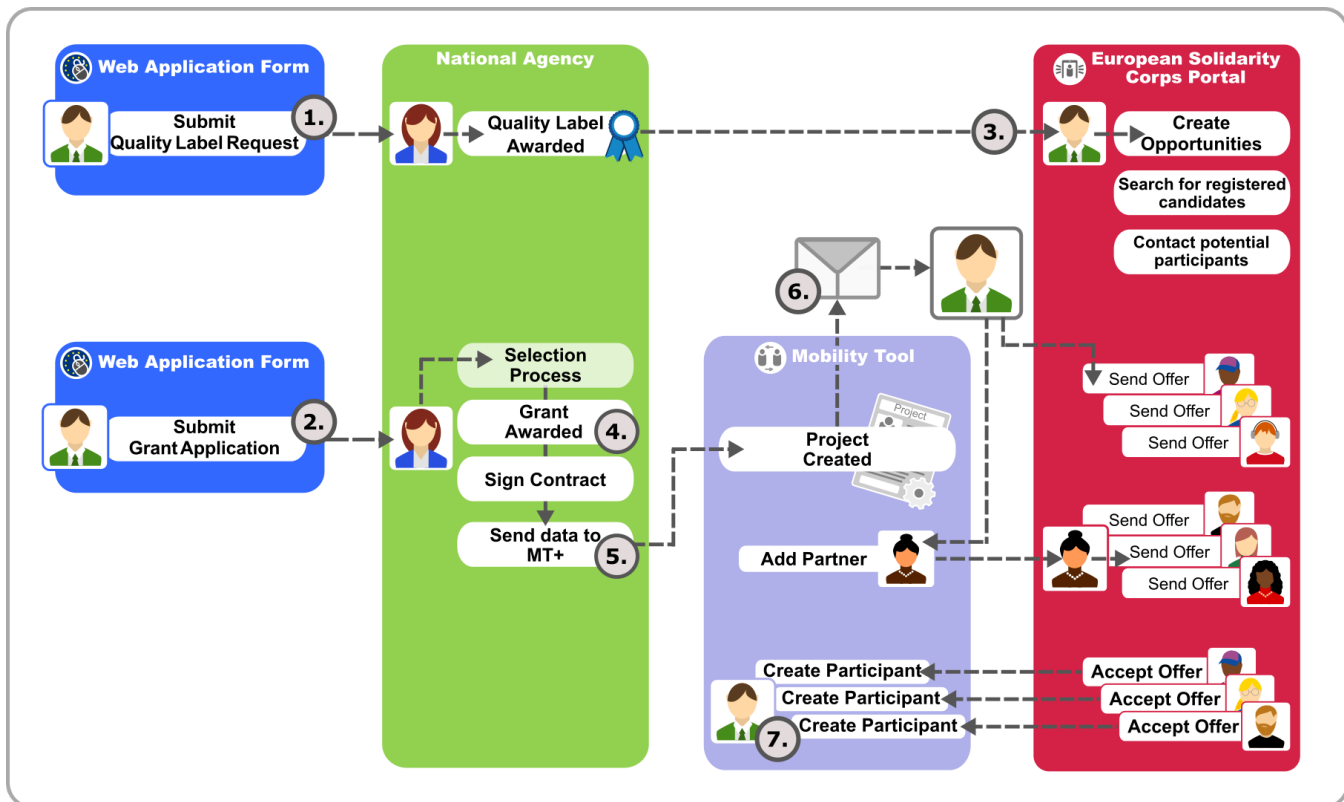 Web Application Form
1.
Submit
Quality Label Request
National Agency
Quality Label
Awarded
3.
European Solidarity
Corps Portal
Create
Opportunities
Search for registered
candidates
Contact potential
participants
6.
Web Application Form
2.
Submit
Grant Application
Selection
Process
Grant
Awarded
4.
Sign Contract
Send data to
MT+
5.
Mobility Tool
Project
Project
Created
Add Partner
Send Offer
Send Offer
Send Offer
Send Offer
Send Offer
Send Offer
Create Participant
Create Participant
Create Participant
7.
Accept Offer
Accept Offer
Accept Offer